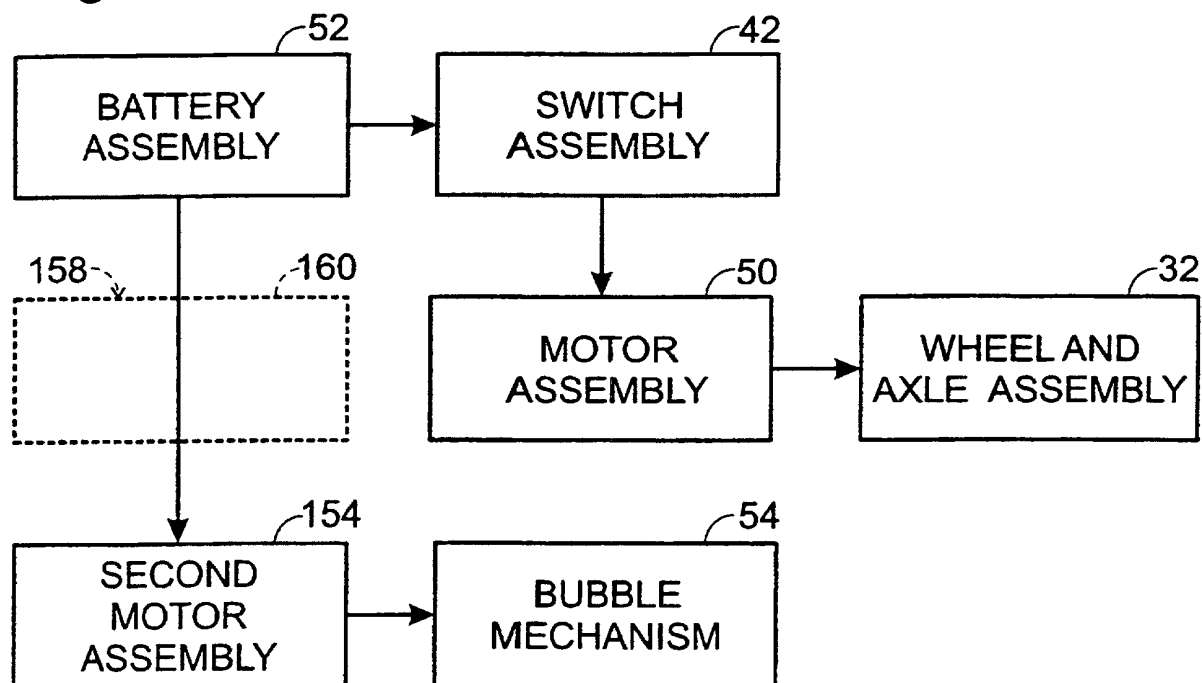 52
42
BATTERY
ASSEMBLY
SWITCH
ASSEMBLY
158
160
50
32
MOTOR
ASSEMBLY
WHEEL AND
AXLE ASSEMBLY
154
54
SECOND
MOTOR
ASSEMBLY
BUBBLE
MECHANISM